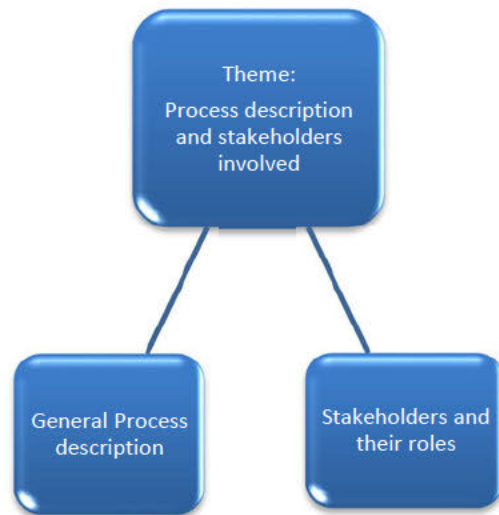 Theme:
Process description
and stakeholders
involved
General Process
description
Stakeholders and
their roles